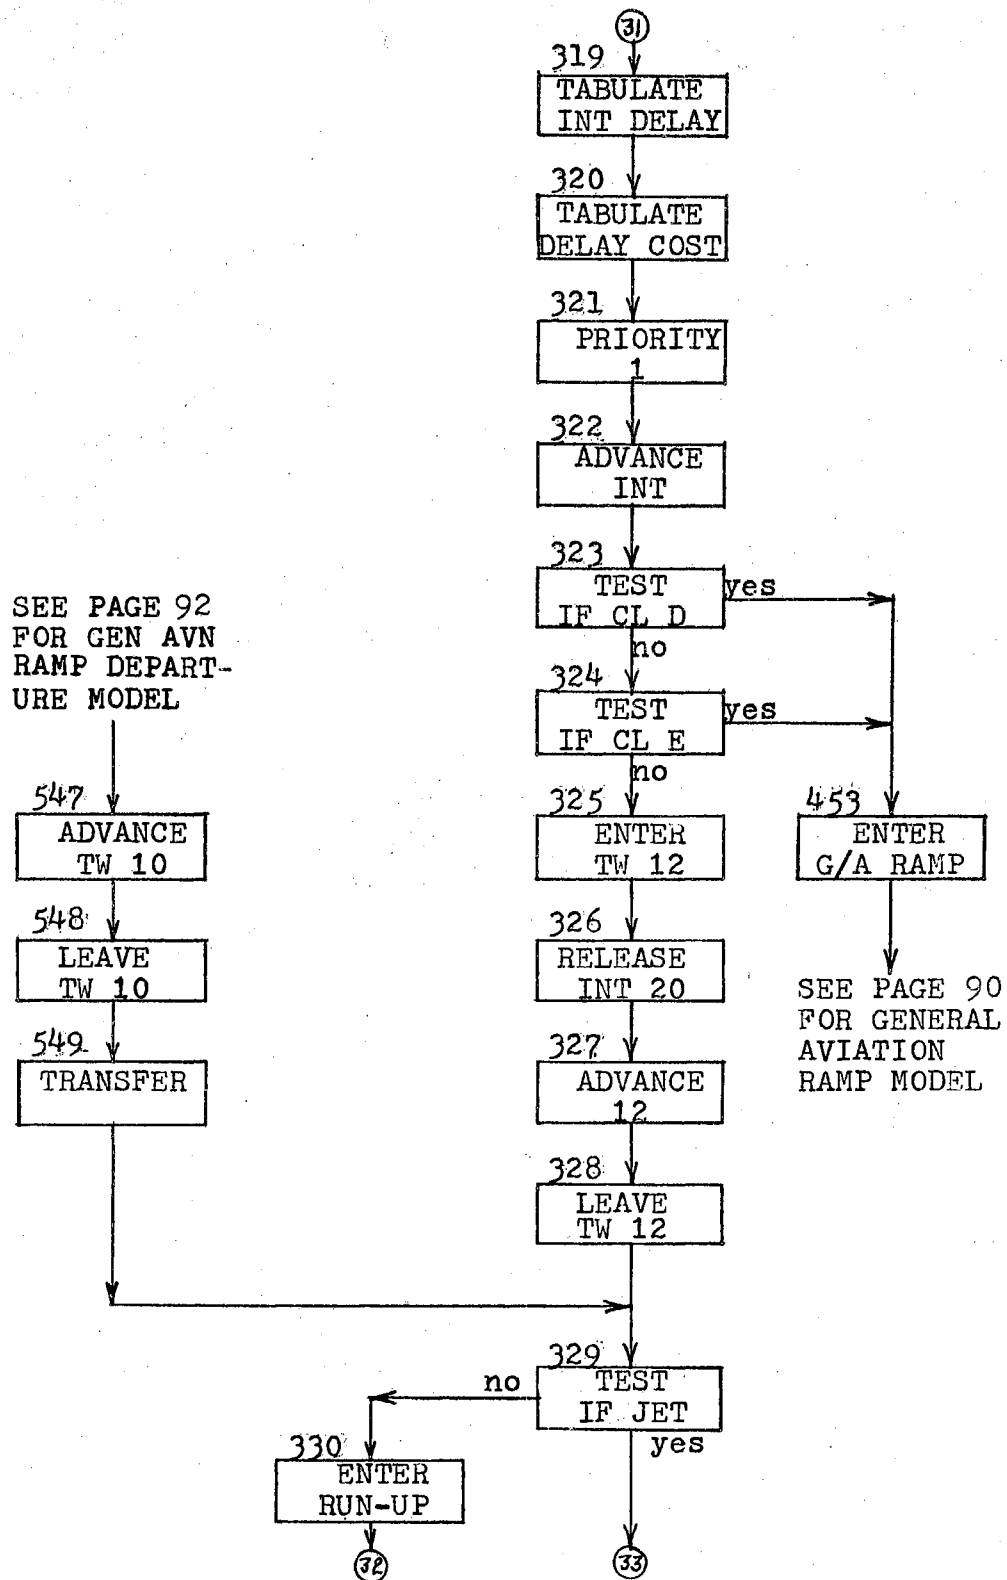 31
319
TABULATE
INT DELAY
320
TABULATE
DELAY COST
321
PRIORITY
1
322
ADVANCE
INT
323
TEST
IF CL D
yes
no
324
TEST
IF CL E
yes
no
SEE PAGE 92
FOR GEN AVN
RAMP DEPART-
URE MODEL
547
ADVANCE
TW 10
548
LEAVE
TW 10
549
TRANSFER
325
ENTER
TW 12
326
RELEASE
INT 20
327
ADVANCE
12
328
LEAVE
TW 12
453
ENTER
G/A RAMP
SEE PAGE 90
FOR GENERAL
AVIATION
RAMP MODEL
329
TEST
IF JET
no
yes
330
ENTER
RUN-UP
32
33